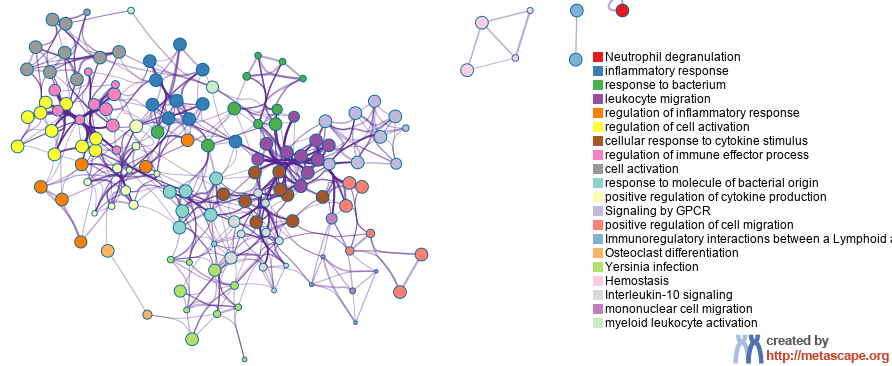 Neutrophil degranulation
inflammatory response
response to bacterium
leukocyte migration
regulation of inflammatory response
regulation of cell activation
cellular response to cytokine stimulus
regulation of immune effector process
cell activation
response to molecule of bacterial origin
positive regulation of cytokine production
Signaling by GPCR
positive regulation of cell migration
Immunoregulatory interactions between a Lymphoid
Osteoclast differentiation
Yersinia infection
Hemostasis
Interleukin-10 signaling
mononuclear cell migration
myeloid leukocyte activation
created by
http://metascape.org